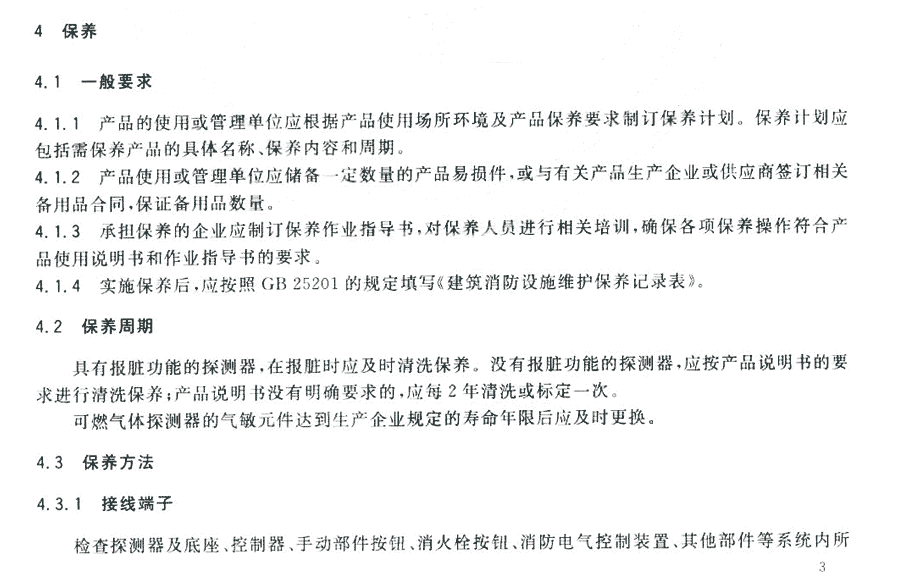 4 保养
4.1 一般要求
4.1.1 产品的使用或管理单位应根据产品使用场所环境及产品保养要求制订保养计划。保养计划应
包括需保养产品的具体名称、保养内容和周期。
4.1.2 产品使用或管理单位应储备一定数量的产品易损件,或与有关产品生产企业或供应商签订相关
备用品合同,保证备用品数量。
4.1.3 承担保养的企业应制订保养作业指导书,对保养人员进行相关培训,确保各项保养操作符合产
品使用说明书和作业指导书的要求。
4.1.4 实施保养后,应按照 GB 25201 的规定填写《建筑消防设施维护保养记录表》。
4.2 保养周期
具有报脏功能的探测器,在报脏时应及时清洗保养。没有报脏功能的探测器,应按产品说明书的要
求进行清洗保养;产品说明书没有明确要求的,应每 2 年清洗或标定一次。
可燃气体探测器的气敏元件达到生产企业规定的寿命年限后应及时更换。
4.3 保养方法
4.3.1 接线端子
检查探测器及底座、控制器、手动部件按钮、消火栓按钮、消防电气控制装置、其他部件等系统内所
3